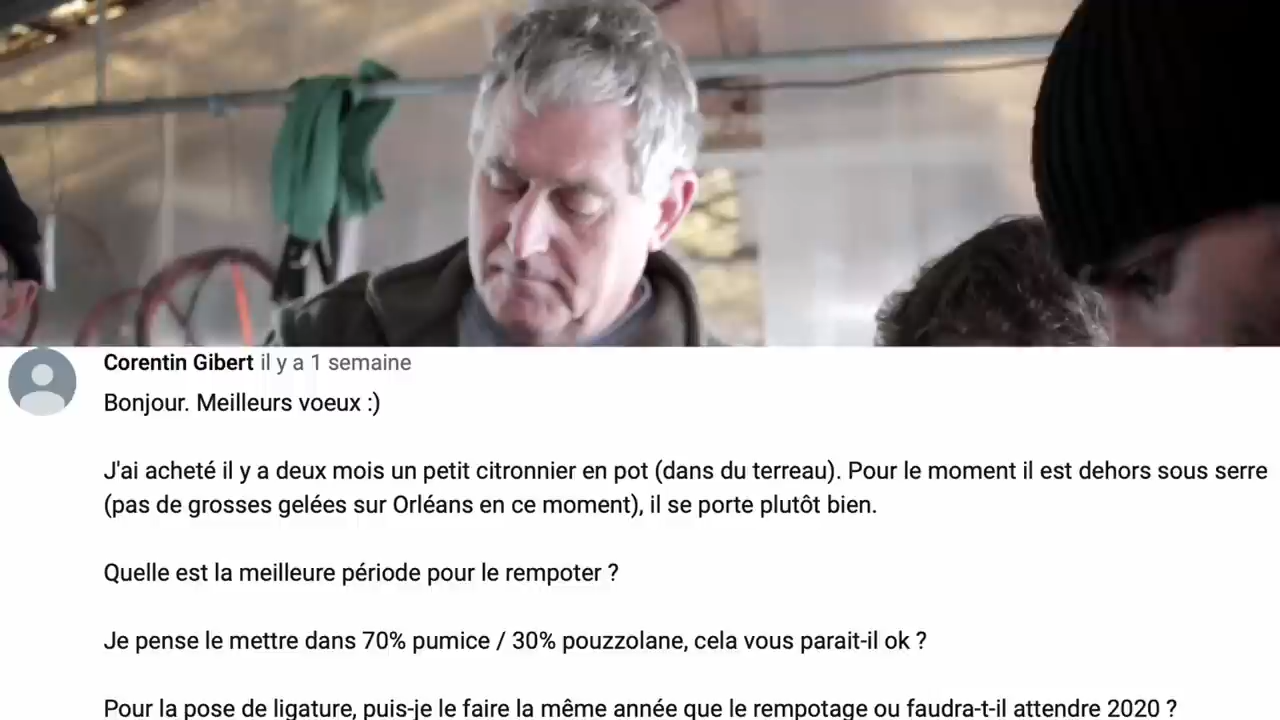 Corentin Gibert il y a 1 semaine
Bonjour. Meilleurs voeux :)
J'ai acheté il y a deux mois un petit citronnier en pot (dans du terreau). Pour le moment il est dehors sous serre
(pas de grosses gelées sur Orléans en ce moment), il se porte plutôt bien.
Quelle est la meilleure période pour le rempoter ?
Je pense le mettre dans 70% pumice / 30% pouzzolane, cela vous parait-il ok ?
Pour la pose de ligature, puis-je le faire la même année que le rempotage ou faudra-t-il attendre 2020 ?